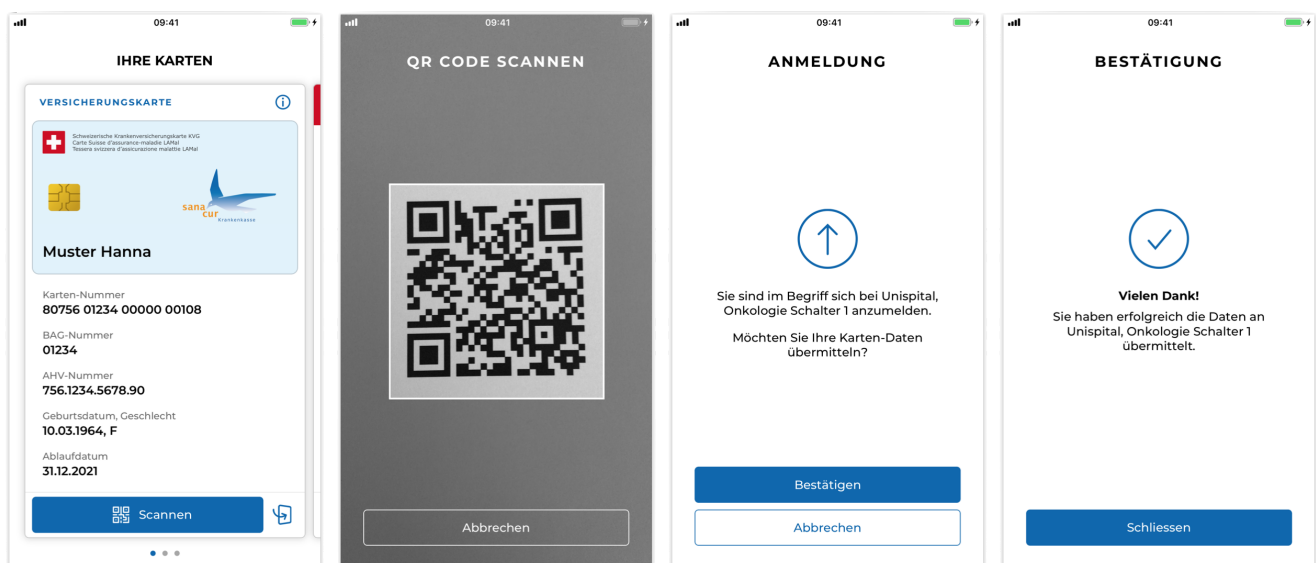 09:41
IHRE KARTEN
VERSICHERUNGSKARTE
Schweizerische Krankenversicherungskarte KVG
Carte Suisse d'assurance-maladie LAMal
Tessera svizzera d'assicurazione malattie LAMal
sana
cur
Krankenkasse
Muster Hanna
Karten-Nummer
80756 01234 00000 00108
BAG-Nummer
01234
AHV-Nummer
756.1234.5678.90
Geburtsdatum, Geschlecht
10.03.1964, F
Ablaufdatum
31.12.2021
Scannen
09:41
QR CODE SCANNEN
Abbrechen
09:41
ANMELDUNG
Sie sind im Begriff sich bei Unispital,
Onkologie Schalter 1 anzumelden.
Möchten Sie Ihre Karten-Daten
übermitteln?
Bestätigen
Abbrechen
09:41
BESTÄTIGUNG
Vielen Dank!
Sie haben erfolgreich die Daten an
Unispital, Onkologie Schalter 1
übermittelt.
Schliessen